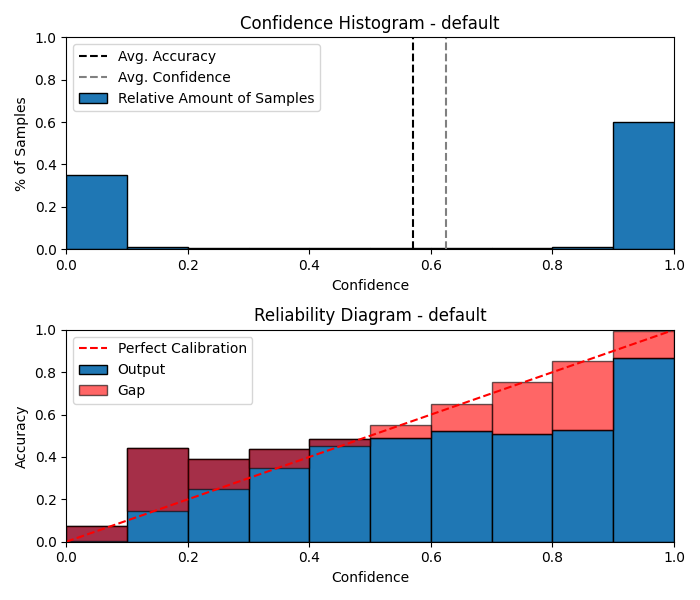 Confidence Histogram - default
1.0
0.8
0.6
0.4
0.2
0.0
% of Samples
Avg. Accuracy
Avg. Confidence
Relative Amount of Samples
0.0 0.2 0.4 0.6 0.8 1.0
Confidence
Reliability Diagram - default
1.0
0.8
0.6
0.4
0.2
0.0
Accuracy
Perfect Calibration
Output
Gap
0.0 0.2 0.4 0.6 0.8 1.0
Confidence